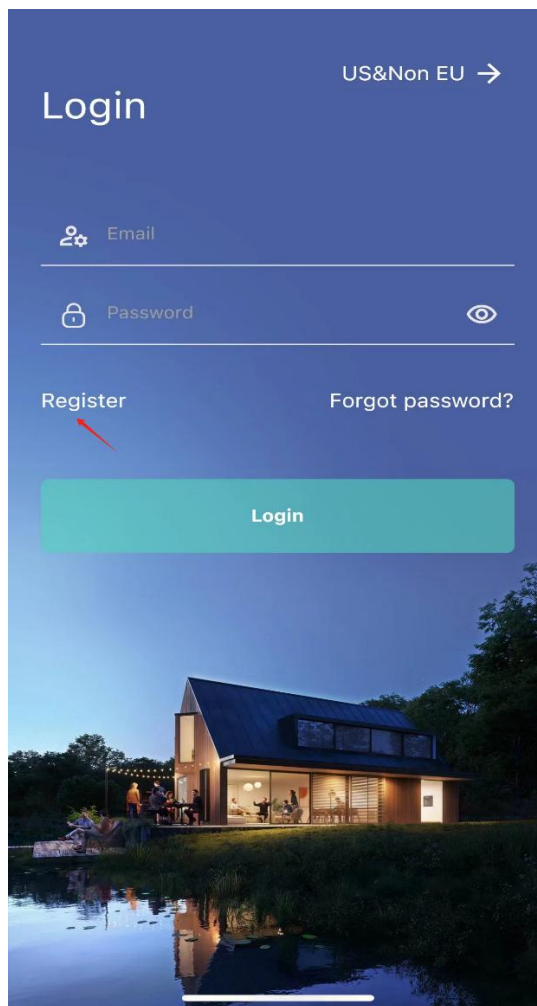 US&Non EU →
Login
Email
Password
Register
Forgot password?
Login